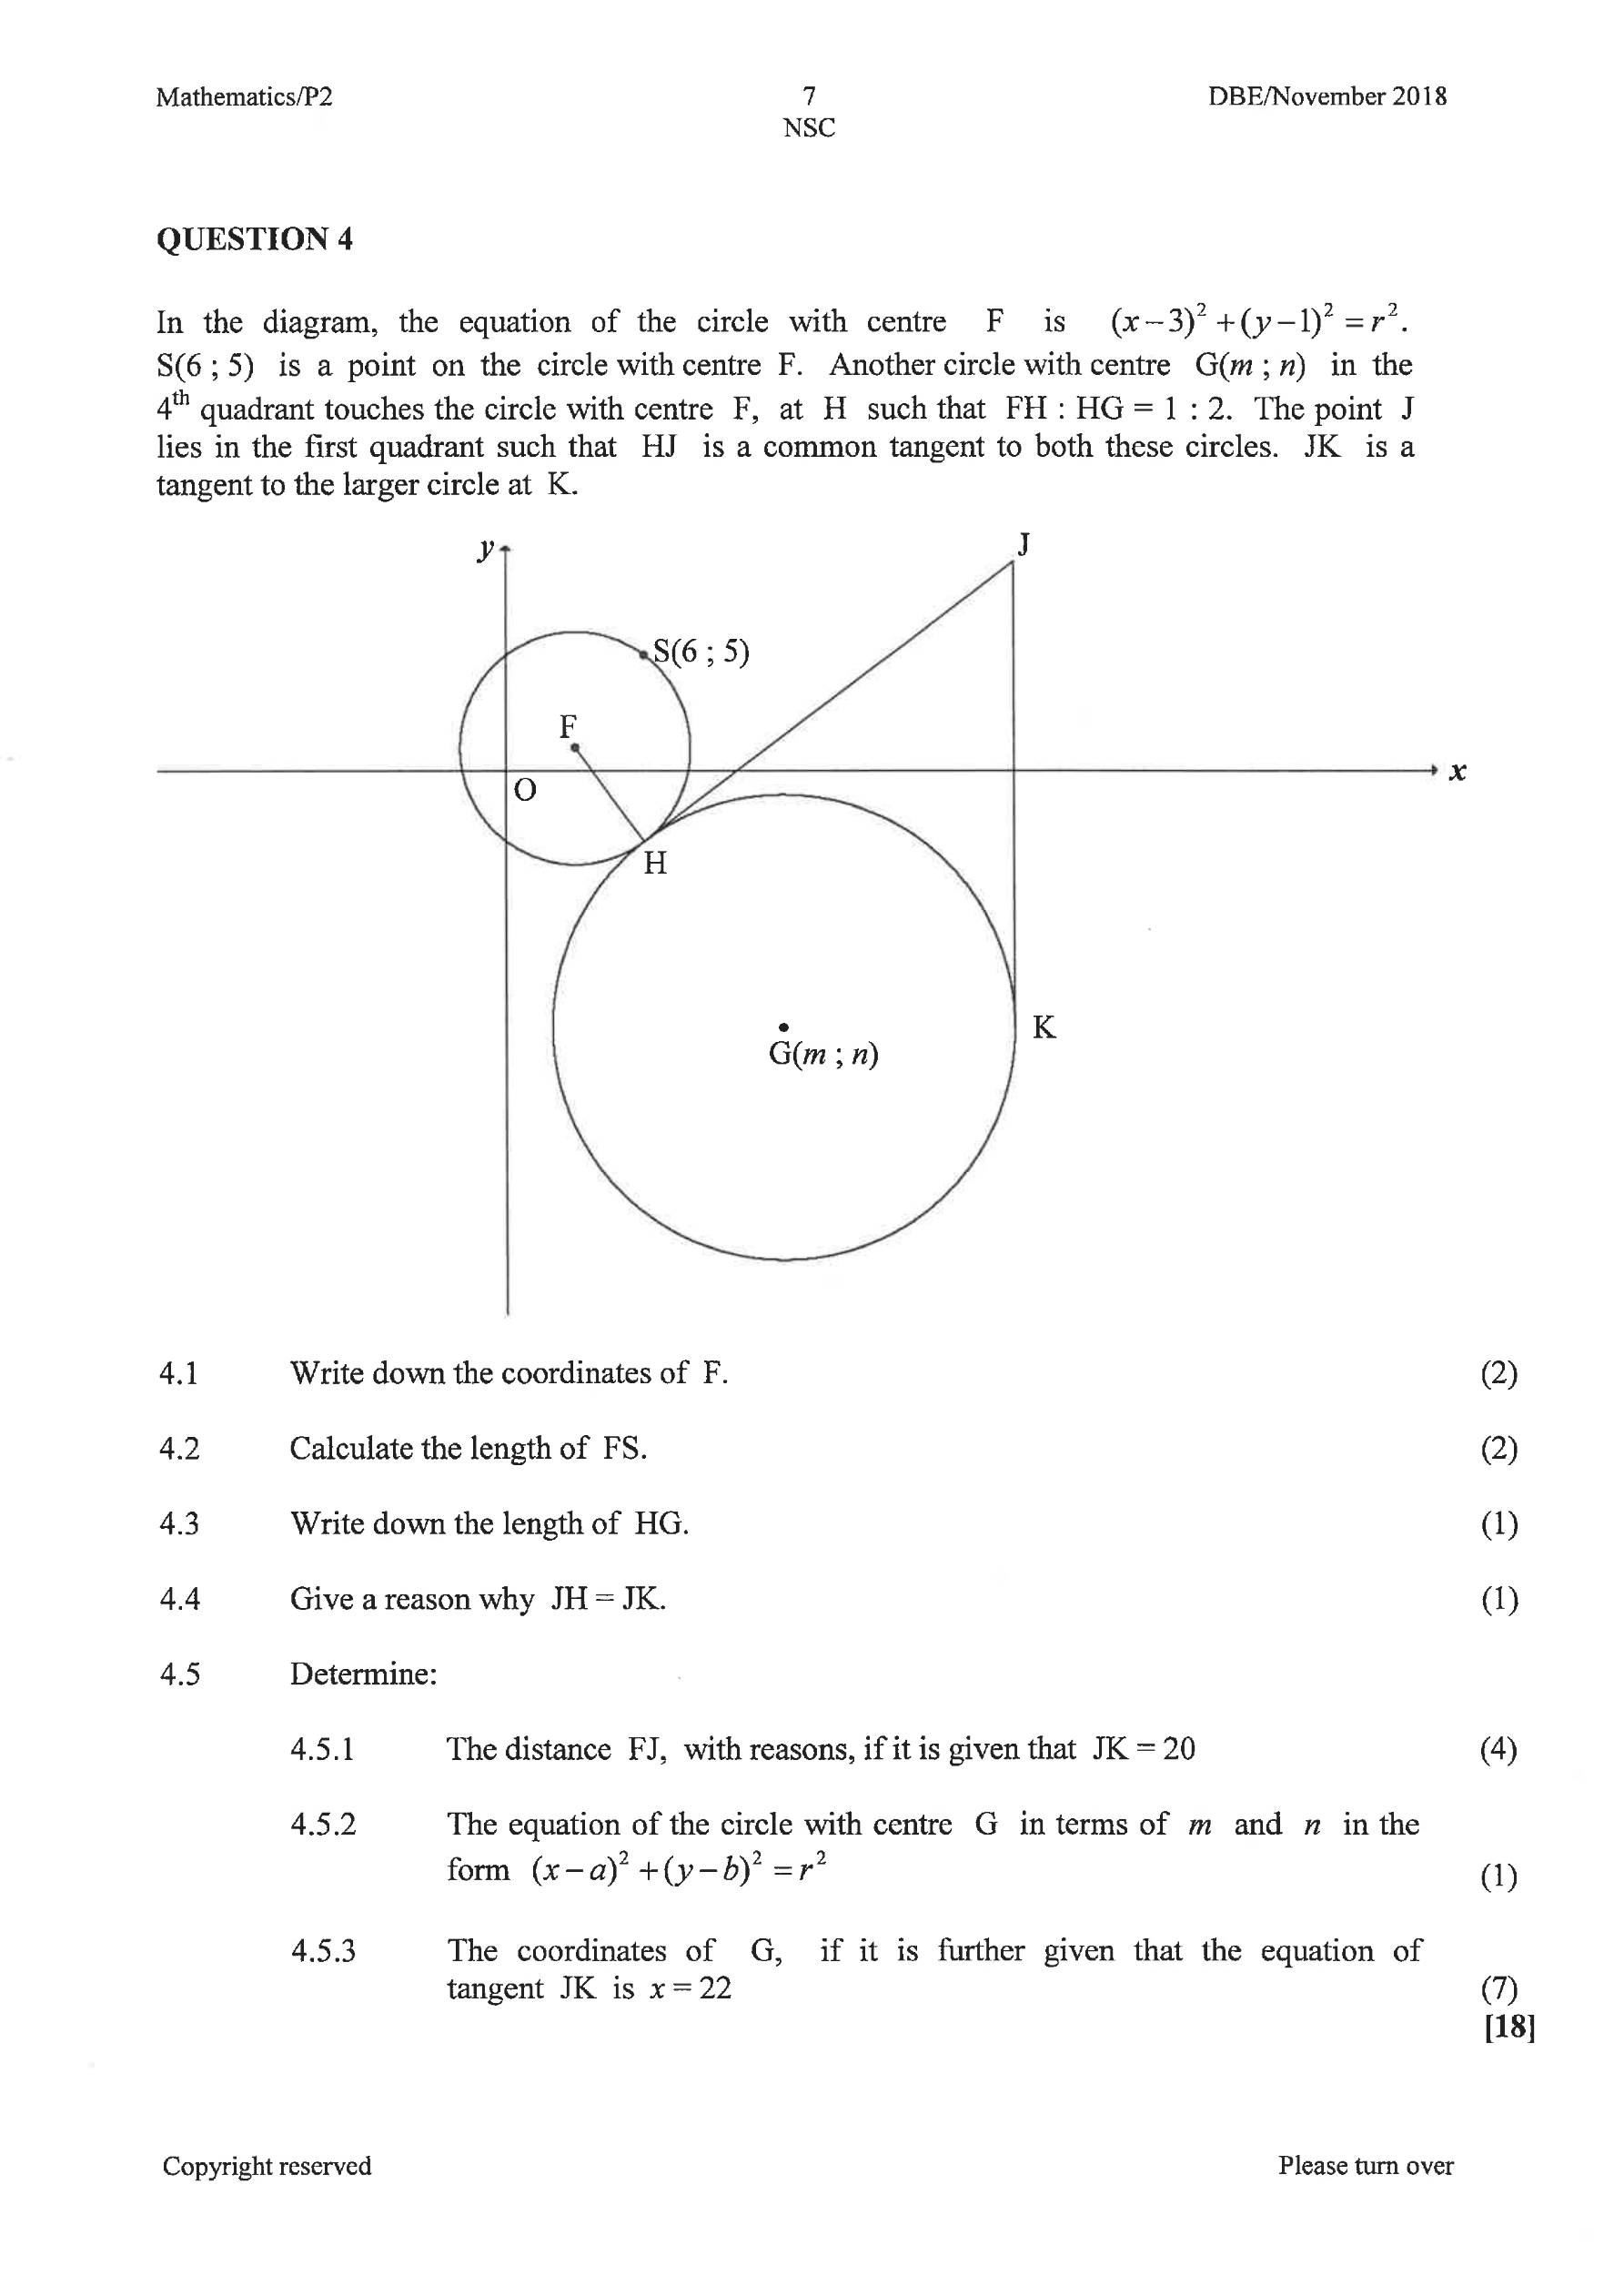 Mathematics/P2 7 DBE/November 2018
NSC
QUESTION 4
In the diagram, the equation of the circle with centre F is (x−3)² + (y−1)² = r².
S(6 ; 5) is a point on the circle with centre F. Another circle with centre G(m ; n) in the
4th quadrant touches the circle with centre F, at H such that FH : HG = 1 : 2. The point J
lies in the first quadrant such that HJ is a common tangent to both these circles. JK is a
tangent to the larger circle at K.
y
J
S(6 ; 5)
F
x
O
H
K
G(m ; n)
4.1 Write down the coordinates of F. (2)
4.2 Calculate the length of FS. (2)
4.3 Write down the length of HG. (1)
4.4 Give a reason why JH = JK. (1)
4.5 Determine:
4.5.1 The distance FJ, with reasons, if it is given that JK = 20 (4)
4.5.2 The equation of the circle with centre G in terms of m and n in the
form (x − a)² + (y − b)² = r² (1)
4.5.3 The coordinates of G, if it is further given that the equation of
tangent JK is x = 22 (7)
[18]
Copyright reserved Please turn over